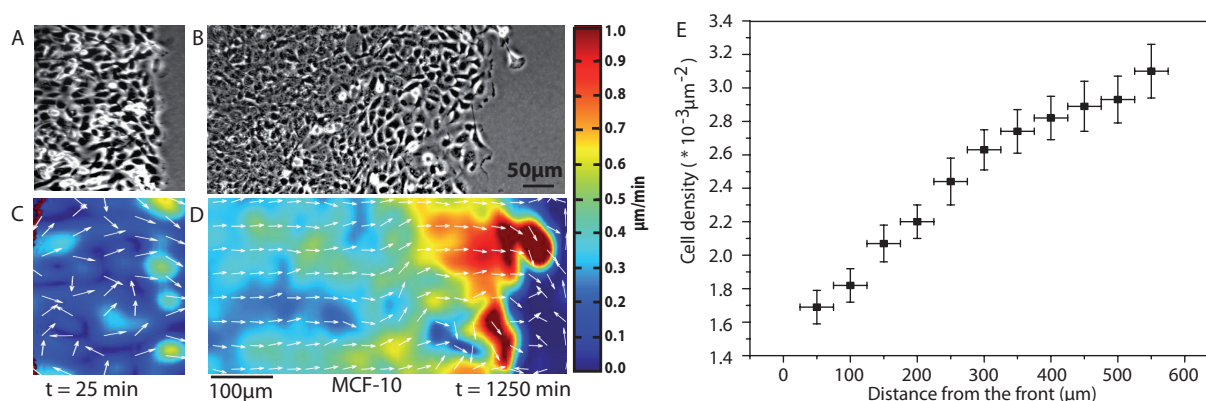 A
B
50μm
C
D
t = 25 min
100μm
MCF-10
t = 1250 min
1.0
0.9
0.8
0.7
0.6
0.5
0.4
0.3
0.2
0.1
0.0
μm/min
E
3.4
3.2
3.0
2.8
2.6
2.4
2.2
2.0
1.8
1.6
1.4
Cell density ( * 10⁻³μm⁻²)
0
100
200
300
400
500
600
Distance from the front (μm)